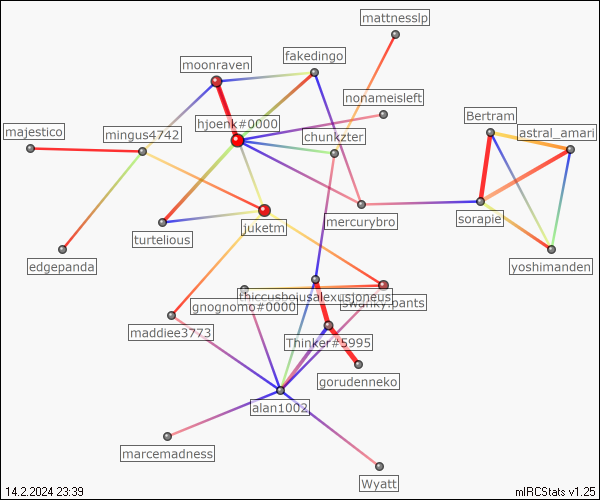 mattnesslp
fakedingo
moonraven
nonameisleft
Bertram
hjoenk#0000
majestico
mingus4742
chunkzter
astral_amari
mercurybro
sorapie
turtelious
juketm
edgepanda
yoshimanden
thiccusbojusalexusjoneus
gnognomo#0000
swanky.pants
maddiee3773
Thinker#5995
gorudenneko
alan1002
marcemadness
Wyatt
14.2.2024 23:39
mIRCStats v1.25